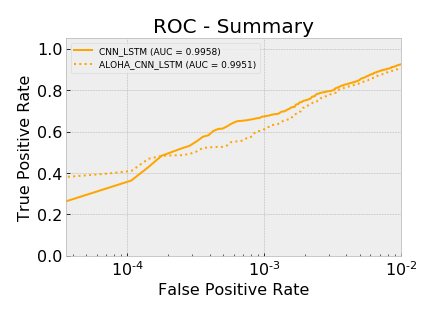 ROC - Summary
CNN_LSTM (AUC = 0.9958)
ALOHA_CNN_LSTM (AUC = 0.9951)
True Positive Rate
1.0
0.8
0.6
0.4
0.2
0.0
10⁻⁴ 10⁻³ 10⁻²
False Positive Rate